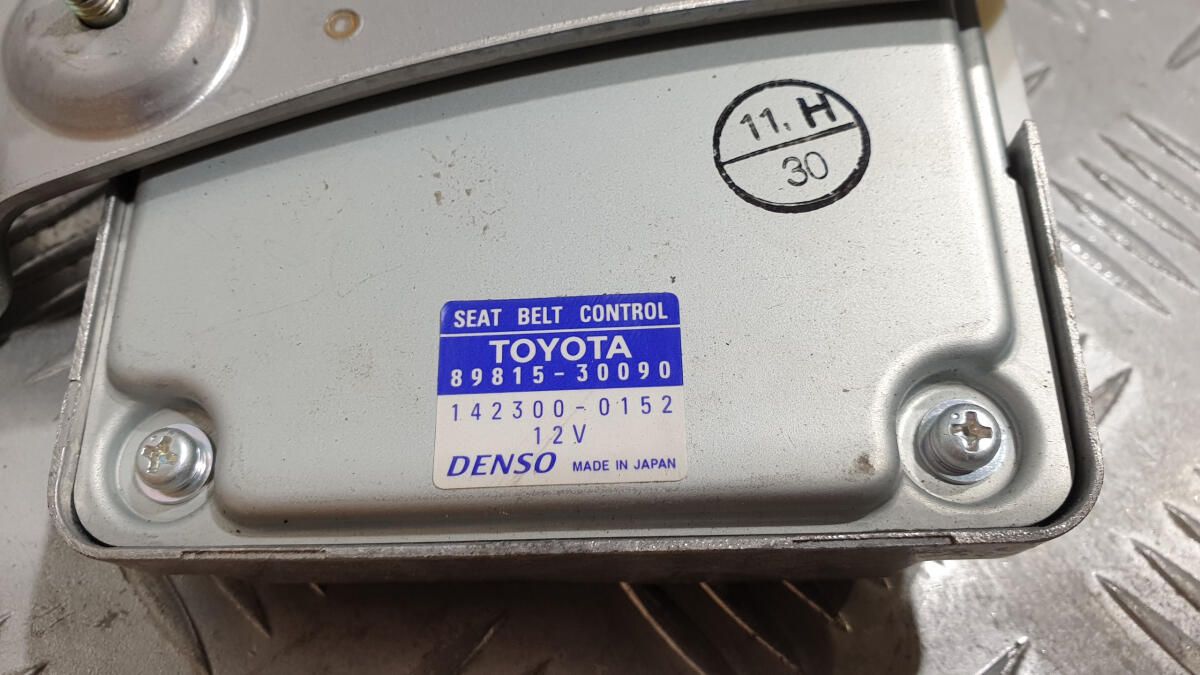 11. H
30
SEAT BELT CONTROL
TOYOTA
89815-30090
142300-0152
12V
DENSO MADE IN JAPAN